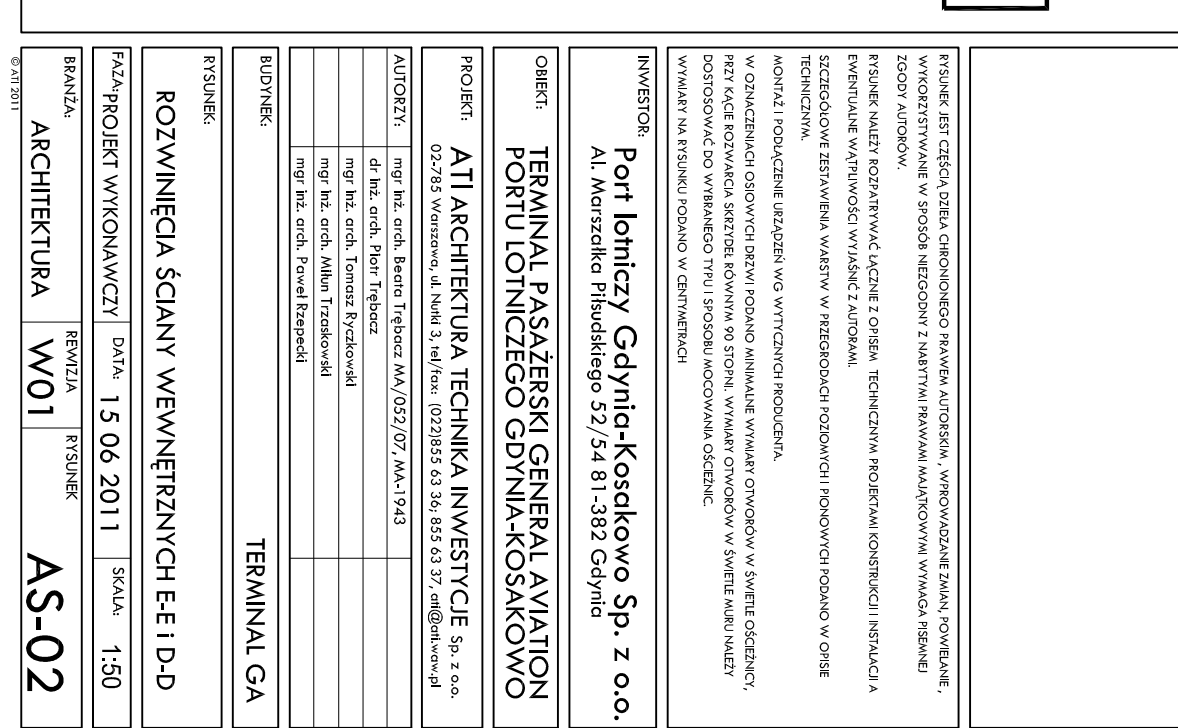 RYSUNEK JEST CZĘŚCIĄ DZIEŁA CHRONIONEGO PRAWEM AUTORSKIM , WPROWADZANIE ZMIAN, POWIELANIE ,
WYKORZYSTYWANIE W SPOSÓB NIEZGODNY Z NABYTYMI PRAWAMI MAJĄTKOWYMI WYMAGA PISEMNEJ
ZGODY AUTORÓW.
RYSUNEK NALEŻY ROZPATRYWAĆ ŁĄCZNIE Z OPISEM TECHNICZNYM PROJEKTAMI KONSTRUKCJI I INSTALACJI A
EWENTUALNE WĄTPLIWOŚCI WYJAŚNIĆ Z AUTORAMI.
SZCZEGÓŁOWE ZESTAWIENIA WARSTW W PRZEGRODACH POZIOMYCH I PIONOWYCH PODANO W OPISIE
TECHNICZNYM.
MONTAŻ I PODŁĄCZENIE URZĄDZEŃ WG WYTYCZNYCH PRODUCENTA.
W OZNACZENIACH OSIOWYCH DRZWI PODANO MINIMALNE WYMIARY OTWORÓW W ŚWIETLE OŚCIEŻNICY,
PRZY KĄCIE ROZWARCIA SKRZYDEŁ RÓWNYM 90 STOPNI. WYMIARY OTWORÓW W ŚWIETLE MURU NALEŻY
DOSTOSOWAĆ DO WYBRANEGO TYPU I SPOSOBU MOCOWANIA OŚCIEŻNIC.
WYMIARY NA RYSUNKU PODANO W CENTYMETRACH
INWESTOR: Port lotniczy Gdynia-Kosakowo Sp. z o.o.
Al. Marszałka Piłsudskiego 52/54 81-382 Gdynia
OBIEKT: TERMINAL PASAŻERSKI GENERAL AVIATION
PORTU LOTNICZEGO GDYNIA-KOSAKOWO
PROJEKT: ATI ARCHITEKTURA TECHNIKA INWESTYCJE Sp. z o.o.
02-785 Warszawa, ul. Nutki 3, tel/fax: (022)855 63 36; 855 63 37, ati@ati.waw.pl
AUTORZY: mgr inż. arch. Beata Trębacz MA/052/07, MA-1943
dr inż. arch. Piotr Trębacz
mgr inż. arch. Tomasz Ryczkowski
mgr inż. arch. Miłun Trzaskowski
mgr inż. arch. Paweł Rzepecki
BUDYNEK: TERMINAL GA
RYSUNEK:
ROZWINIĘCIA ŚCIANY WEWNĘTRZNYCH E-E i D-D
FAZA: PROJEKT WYKONAWCZY DATA: 15 06 2011 SKALA: 1:50
BRANŻA: ARCHITEKTURA REWIZJA W01 RYSUNEK AS-02
© ATI 2011